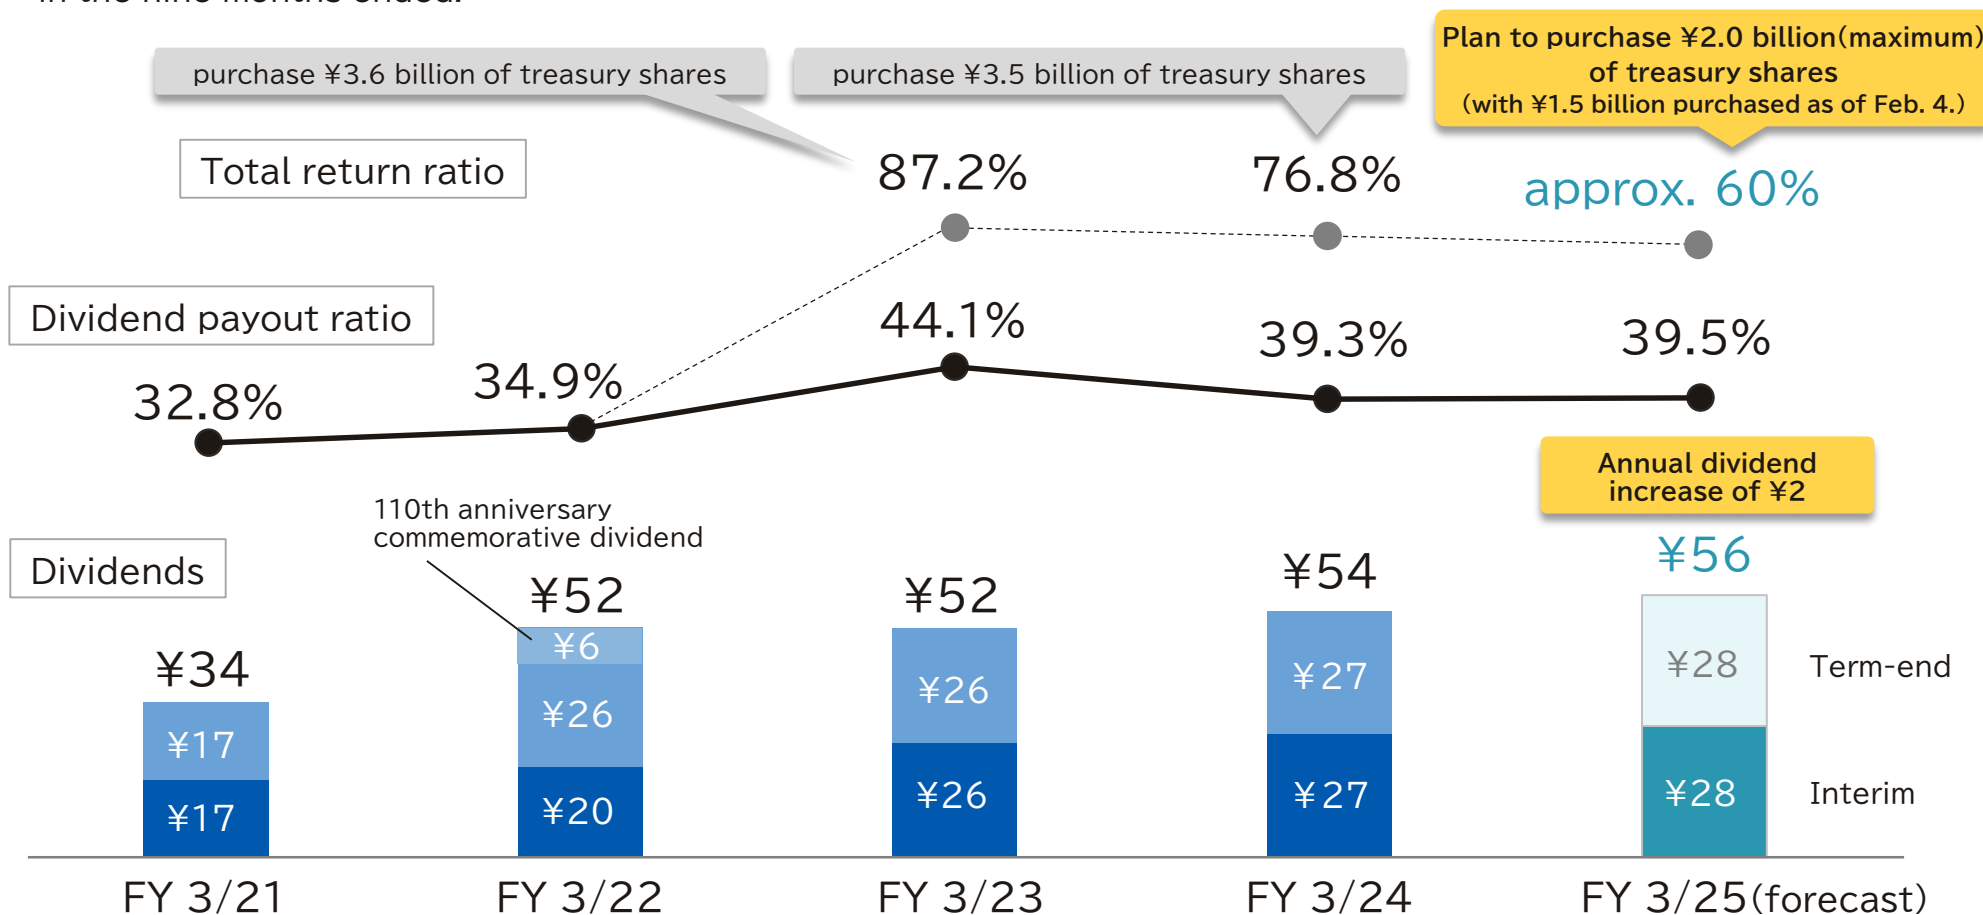 in the nine months ended.
purchase ¥3.6 billion of treasury shares
purchase ¥3.5 billion of treasury shares
Plan to purchase ¥2.0 billion(maximum)
of treasury shares
(with ¥1.5 billion purchased as of Feb. 4.)
Total return ratio
87.2%
76.8%
approx. 60%
Dividend payout ratio
32.8%
34.9%
44.1%
39.3%
39.5%
Annual dividend
increase of ¥2
110th anniversary
commemorative dividend
Dividends
¥34
¥52
¥52
¥54
¥56
¥17
¥6
¥26
¥26
¥27
¥28
Term-end
¥17
¥20
¥26
¥27
¥28
Interim
FY 3/21
FY 3/22
FY 3/23
FY 3/24
FY 3/25(forecast)